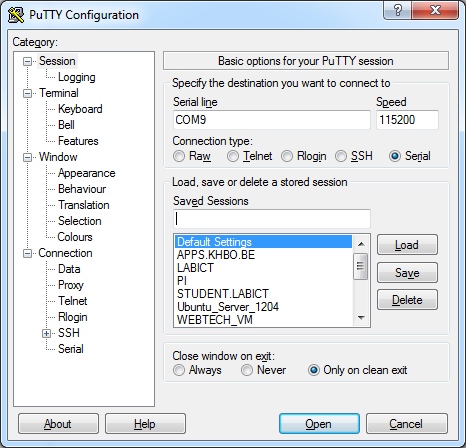 PuTTY Configuration
Category:
Session
Logging
Terminal
Keyboard
Bell
Features
Window
Appearance
Behaviour
Translation
Selection
Colours
Connection
Data
Proxy
Telnet
Rlogin
SSH
Serial
Basic options for your PuTTY session
Specify the destination you want to connect to
Serial line Speed
COM9 115200
Connection type:
Raw Telnet Rlogin SSH Serial
Load, save or delete a stored session
Saved Sessions
Default Settings
APPS.KHBO.BE
LABICT
PI
STUDENT.LABICT
Ubuntu_Server_1204
WEBTECH_VM
Load
Save
Delete
Close window on exit:
Always Never Only on clean exit
About Help Open Cancel